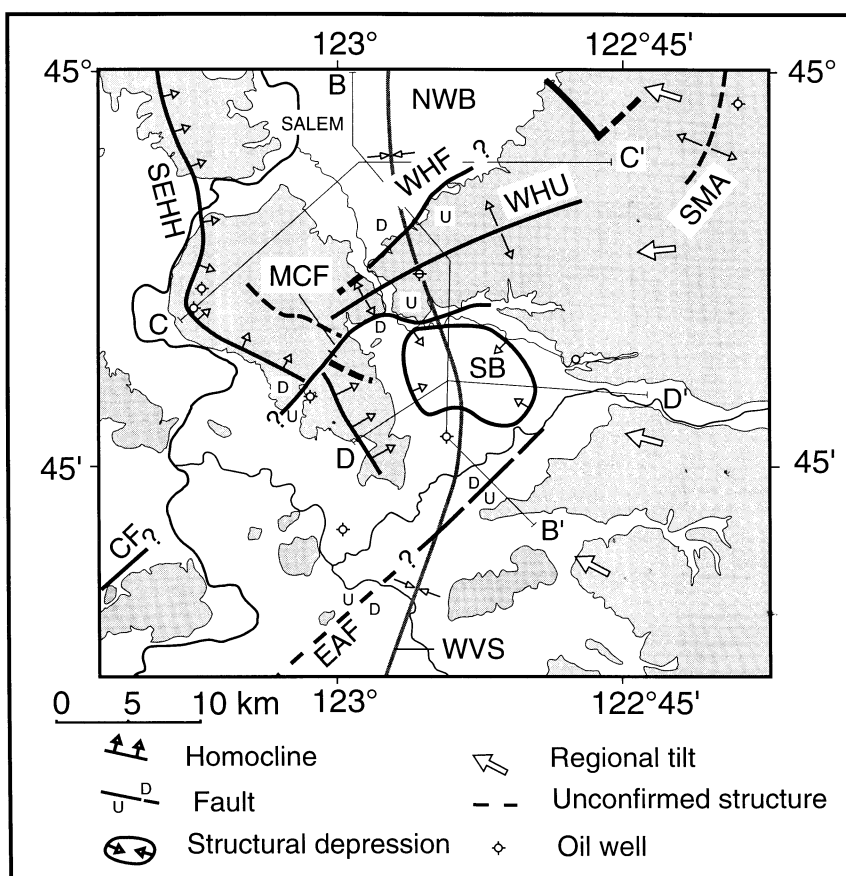 123° 122°45'
45° 45°
B
NWB
SALEM
C'
SEHH
WHF
?
WHU
SMA
D U
MCF
U
C
D
SB
D
?
U
D'
D
45' 45'
D
U
B'
CF?
?
U
D
EAF
WVS
0 5 10 km
123° 122°45'
Homocline
Regional tilt
D
U
Fault
Unconfirmed structure
Structural depression
Oil well